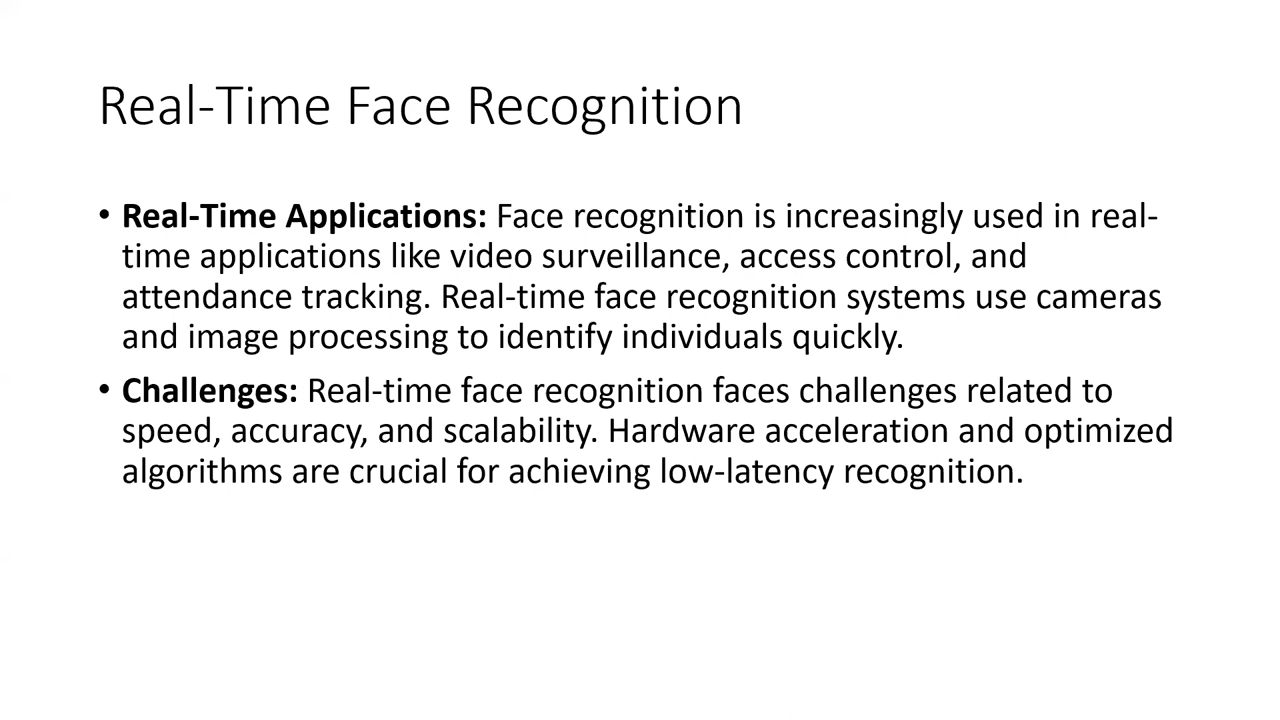 Real-Time Face Recognition
• Real-Time Applications: Face recognition is increasingly used in real-
time applications like video surveillance, access control, and
attendance tracking. Real-time face recognition systems use cameras
and image processing to identify individuals quickly.
• Challenges: Real-time face recognition faces challenges related to
speed, accuracy, and scalability. Hardware acceleration and optimized
algorithms are crucial for achieving low-latency recognition.